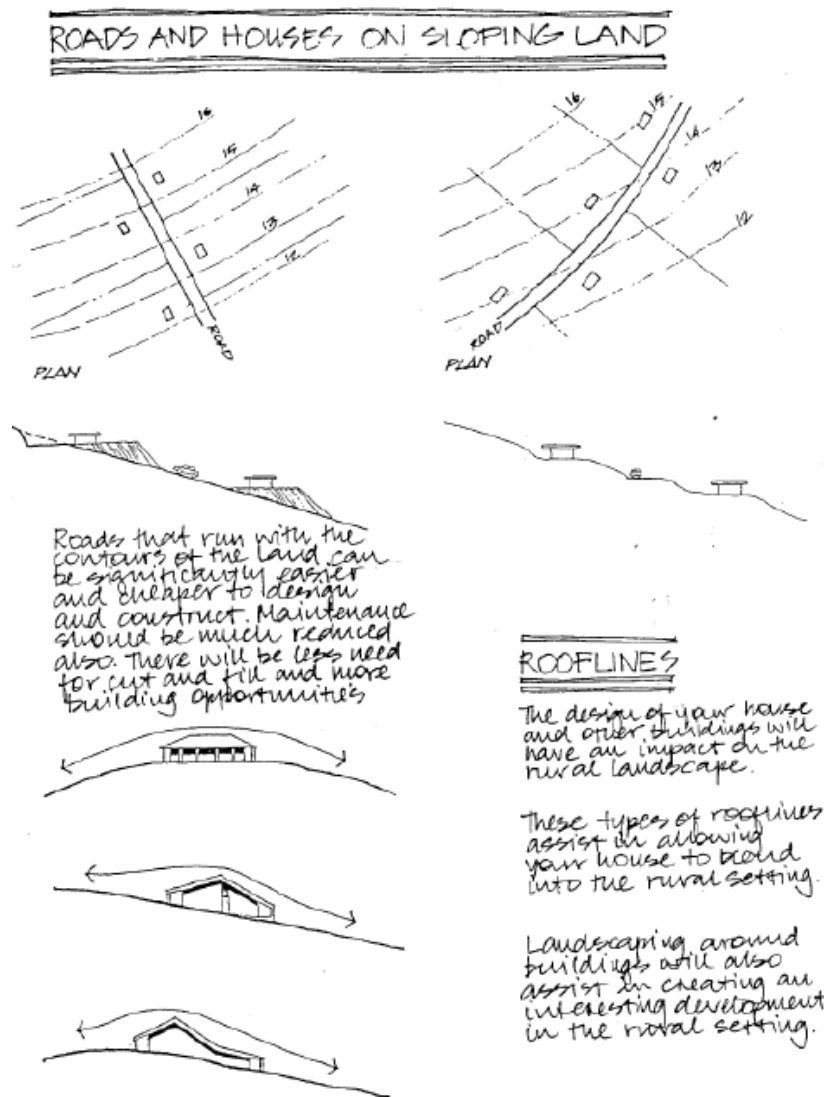 ROADS AND HOUSES ON SLOPING LAND
16
15
14
13
12
ROAD
PLAN
16
15
14
13
12
ROAD
PLAN
Roads that run with the
contours of the land can
be significantly easier
and cheaper to design
and construct. Maintenance
should be much reduced
also. There will be less need
for cut and fill and more
building opportunities
ROOFLINES
The design of your house
and other buildings will
have an impact on the
rural landscape.
These types of rooflines
assist in allowing
your house to blend
into the rural setting.
Landscaping around
buildings will also
assist in creating an
interesting development
in the rural setting.